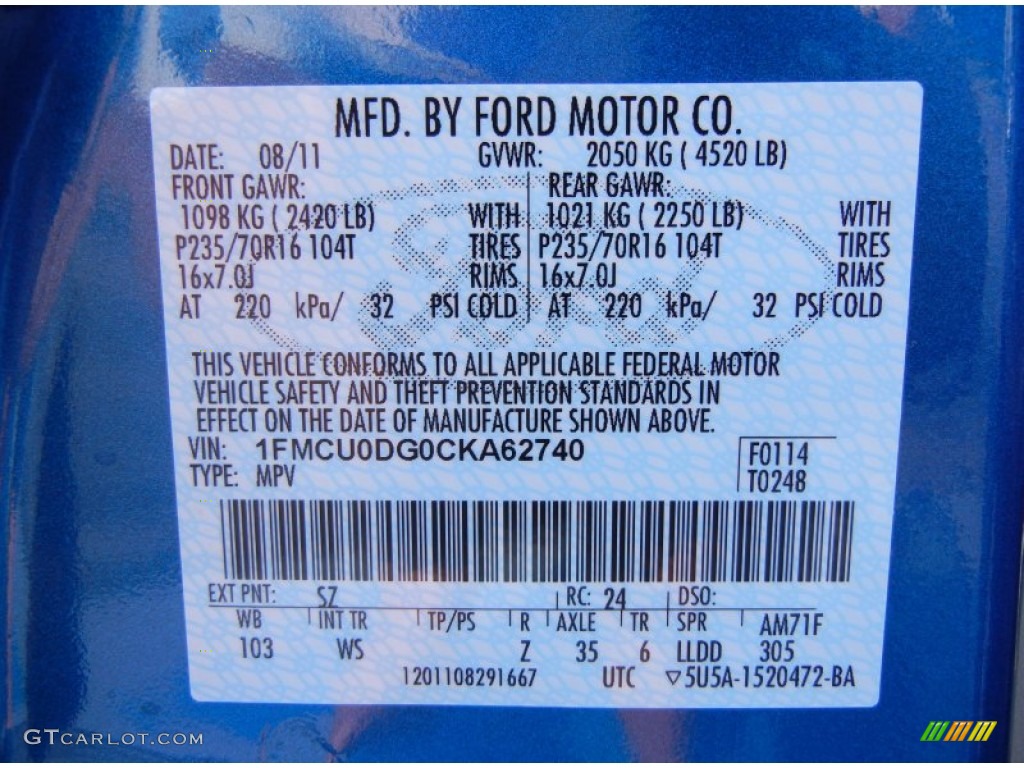 MFD. BY FORD MOTOR CO.
DATE: 08/11 GVWR: 2050 KG ( 4520 LB)
FRONT GAWR: REAR GAWR:
1098 KG ( 2420 LB) WITH 1021 KG ( 2250 LB) WITH
P235/70R16 104T TIRES P235/70R16 104T TIRES
16x7.0J RIMS 16x7.0J RIMS
AT 220 kPa/ 32 PSI COLD AT 220 kPa/ 32 PSI COLD
Ford
THIS VEHICLE CONFORMS TO ALL APPLICABLE FEDERAL MOTOR
VEHICLE SAFETY AND THEFT PREVENTION STANDARDS IN
EFFECT ON THE DATE OF MANUFACTURE SHOWN ABOVE.
VIN: 1FMCU0DG0CKA62740 F0114
TYPE: MPV T0248
EXT PNT: SZ RC: 24 DSO:
WB INT TR TP/PS R AXLE TR SPR AM71F
103 WS Z 35 6 LLDD 305
1201108291667 UTC ▽5U5A-1520472-BA
GTCARLOT.COM